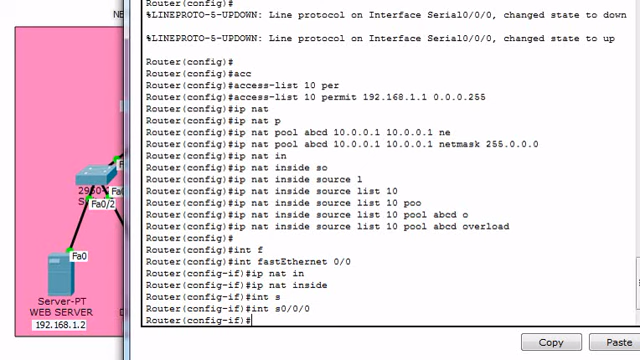 NE
Router(config)#
%LINEPROTO-5-UPDOWN: Line protocol on Interface Serial0/0/0, changed state to down
%LINEPROTO-5-UPDOWN: Line protocol on Interface Serial0/0/0, changed state to up
Router(config)#
Router(config)#acc
Router(config)#access-list 10 per
Router(config)#access-list 10 permit 192.168.1.1 0.0.0.255
Router(config)#ip nat
Router(config)#ip nat p
Router(config)#ip nat pool abcd 10.0.0.1 10.0.0.1 ne
Router(config)#ip nat pool abcd 10.0.0.1 10.0.0.1 netmask 255.0.0.0
Router(config)#ip nat in
Router(config)#ip nat inside so
Router(config)#ip nat inside source l
Router(config)#ip nat inside source list 10
Router(config)#ip nat inside source list 10 poo
Router(config)#ip nat inside source list 10 pool abcd o
Router(config)#ip nat inside source list 10 pool abcd overload
Router(config)#
Router(config)#int f
Router(config)#int fastEthernet 0/0
Router(config-if)#ip nat in
Router(config-if)#ip nat inside
Router(config-if)#int s
Router(config-if)#int s0/0/0
Router(config-if)#
Fa0/2
Fa0
Server-PT
WEB SERVER
192.168.1.2
Copy
Paste